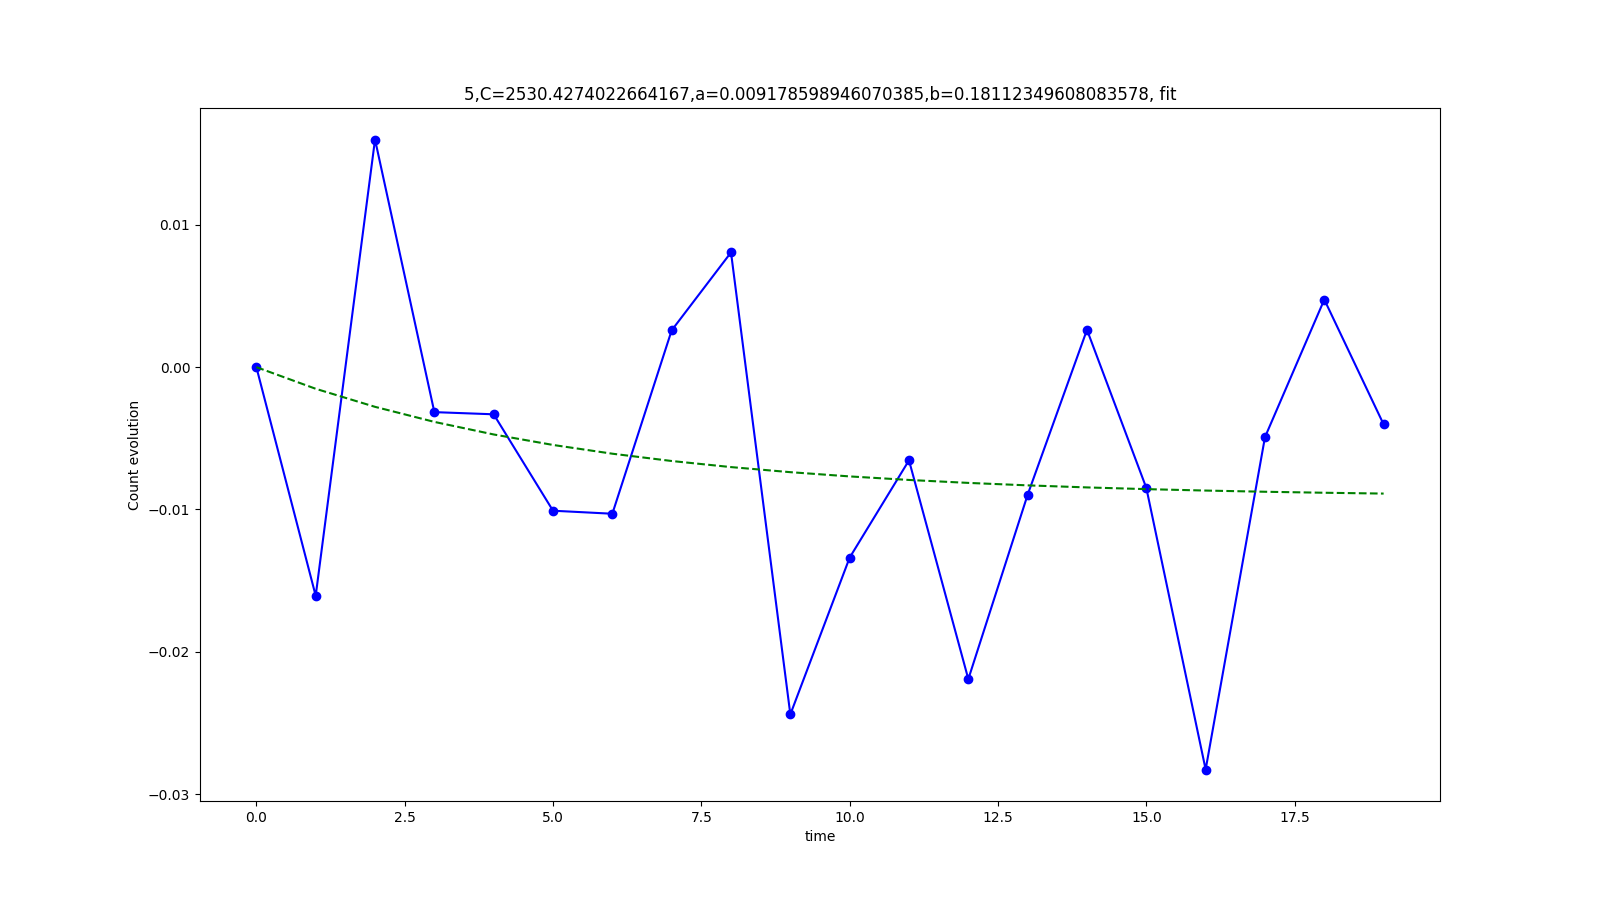 5,C=2530.4274022664167,a=0.009178598946070385,b=0.18112349608083578, fit
0.01
0.00
−0.01
−0.02
−0.03
Count evolution
0.0 2.5 5.0 7.5 10.0 12.5 15.0 17.5
time